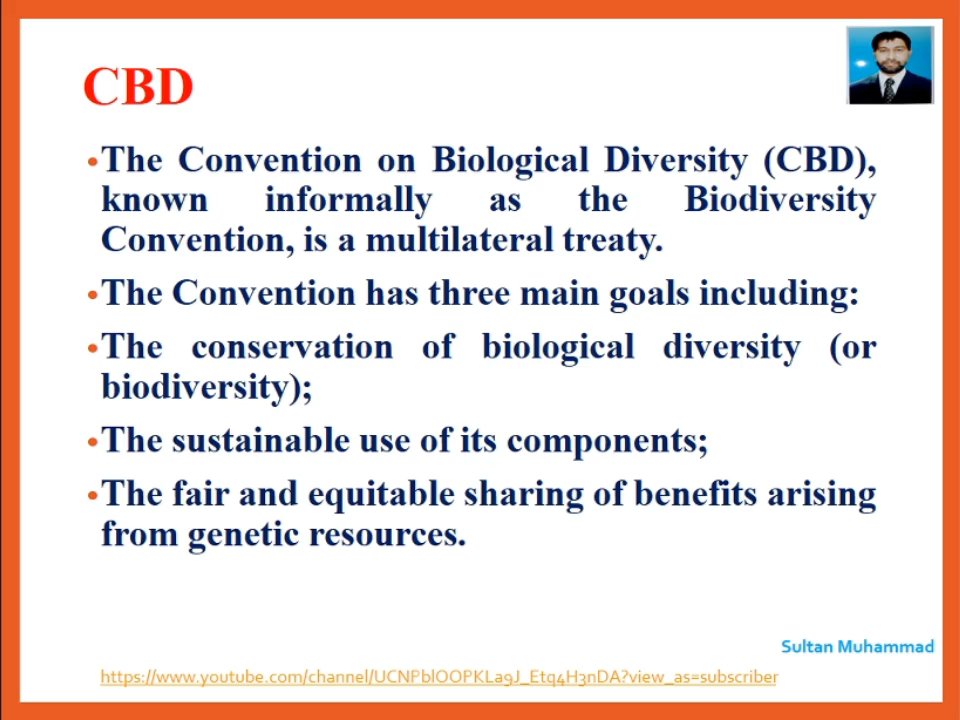 CBD
•The Convention on Biological Diversity (CBD),
known informally as the Biodiversity
Convention, is a multilateral treaty.
•The Convention has three main goals including:
•The conservation of biological diversity (or
biodiversity);
•The sustainable use of its components;
•The fair and equitable sharing of benefits arising
from genetic resources.
Sultan Muhammad
https://www.youtube.com/channel/UCNPblOOPKLa9J_Etq4H3nDA?view_as=subscriber